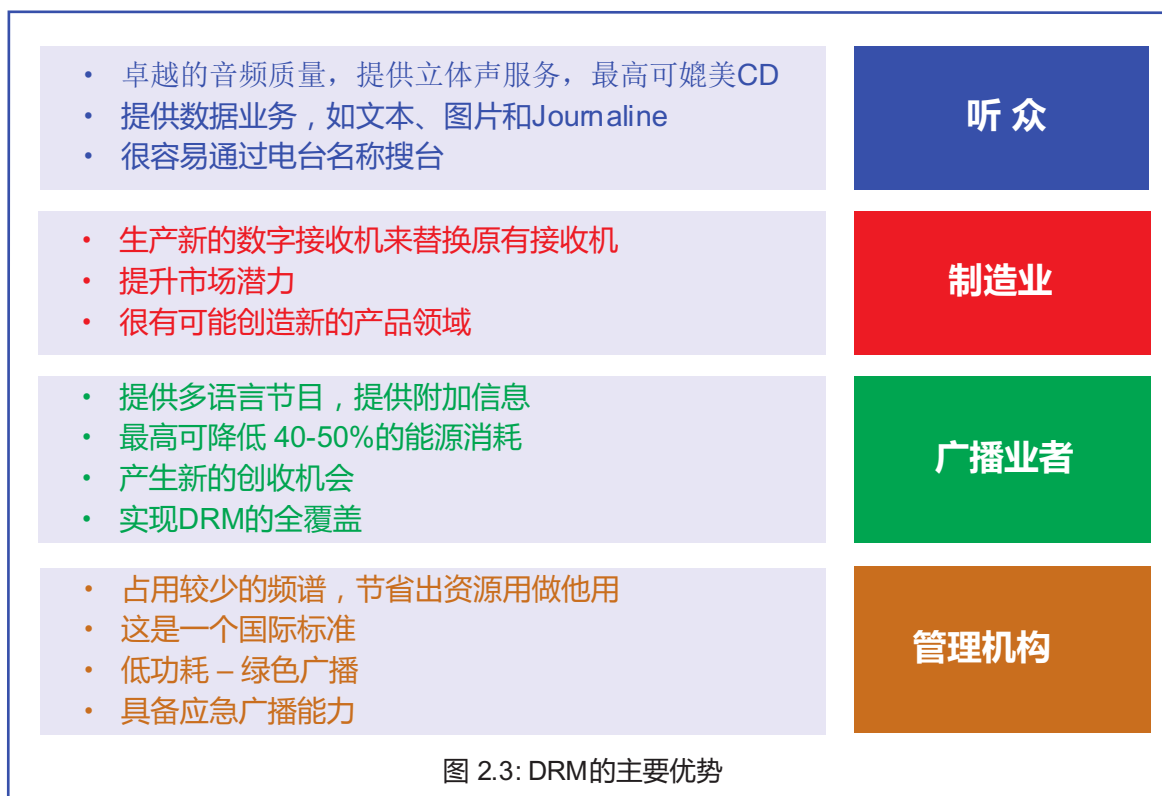 • 卓越的音频质量，提供立体声服务，最高可媲美CD
• 提供数据业务，如文本、图片和Journaline
• 很容易通过电台名称搜台
听 众
• 生产新的数字接收机来替换原有接收机
• 提升市场潜力
• 很有可能创造新的产品领域
制造业
• 提供多语言节目，提供附加信息
• 最高可降低 40-50%的能源消耗
• 产生新的创收机会
• 实现DRM的全覆盖
广播业者
• 占用较少的频谱，节省出资源用做他用
• 这是一个国际标准
• 低功耗 – 绿色广播
• 具备应急广播能力
管理机构
图 2.3: DRM的主要优势